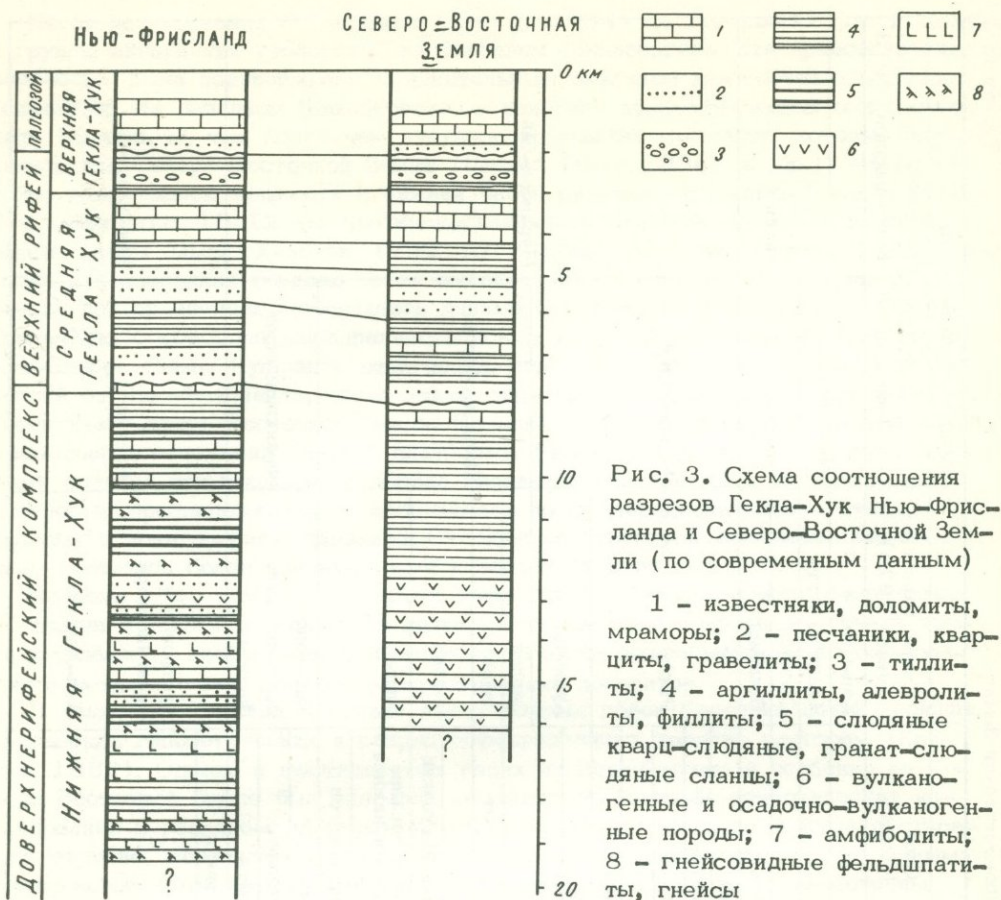 Нью-Фрисланд
Северо-Восточная
Земля
0 км
5
10
15
20
Палеозой
Верхний рифей
Доверхнерифейский комплекс
Верхняя
Гекла-Хук
Средняя
Гекла-Хук
Нижняя Гекла-Хук
?
1
2
3
4
5
6
7
8
Рис. 3. Схема соотношения
разрезов Гекла-Хук Нью-Фрис-
ланда и Северо-Восточной Зем-
ли (по современным данным)
1 - известняки, доломиты,
мраморы; 2 - песчаники, квар-
циты, гравелиты; 3 - тилли-
ты; 4 - аргиллиты, алевроли-
ты, филлиты; 5 - слюдяные
кварц-слюдяные, гранат-слю-
дяные сланцы; 6 - вулкано-
генные и осадочно-вулканоген-
ные породы; 7 - амфиболиты;
8 - гнейсовидные фельдшпати-
ты, гнейсы